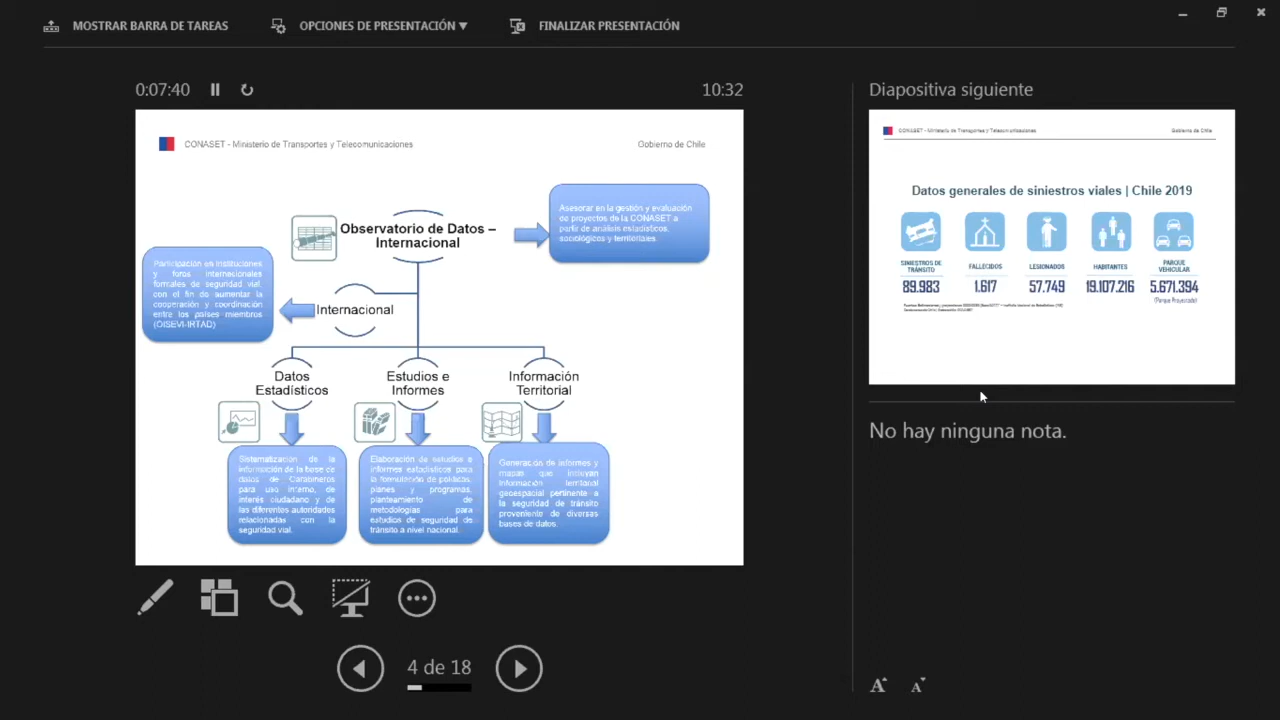 MOSTRAR BARRA DE TAREAS
OPCIONES DE PRESENTACIÓN ▼
FINALIZAR PRESENTACIÓN
0:07:40
10:32
CONASET - Ministerio de Transportes y Telecomunicaciones
Gobierno de Chile
Observatorio de Datos –
Internacional
Asesorar en la gestión y evaluación
de proyectos de la CONASET a
partir de análisis estadísticos,
sociológicos y territoriales.
Participación en instituciones
y foros internacionales
formales de seguridad vial,
con el fin de aumentar la
cooperación y coordinación
entre los países miembros
(OISEVI-IRTAD)
Internacional
Datos
Estadísticos
Estudios e
Informes
Información
Territorial
Sistematización de la
información de la base de
datos de Carabineros
para uso interno, de
interés ciudadano y de
las diferentes autoridades
relacionadas con la
seguridad vial.
Elaboración de estudios e
informes estadísticos para
la formulación de políticas,
planes y programas,
planteamiento de
metodologías para
estudios de seguridad de
tránsito a nivel nacional.
Generación de informes y
mapas que incluyan
información territorial
geoespacial pertinente a
la seguridad de tránsito
proveniente de diversas
bases de datos.
4 de 18
Diapositiva siguiente
CONASET - Ministerio de Transportes y Telecomunicaciones
Gobierno de Chile
Datos generales de siniestros viales | Chile 2019
SINIESTROS DE
TRÁNSITO
89.983
FALLECIDOS
1.617
LESIONADOS
57.749
HABITANTES
19.107.216
PARQUE
VEHICULAR
5.671.394
(Parque Proyectado)
No hay ninguna nota.
A A